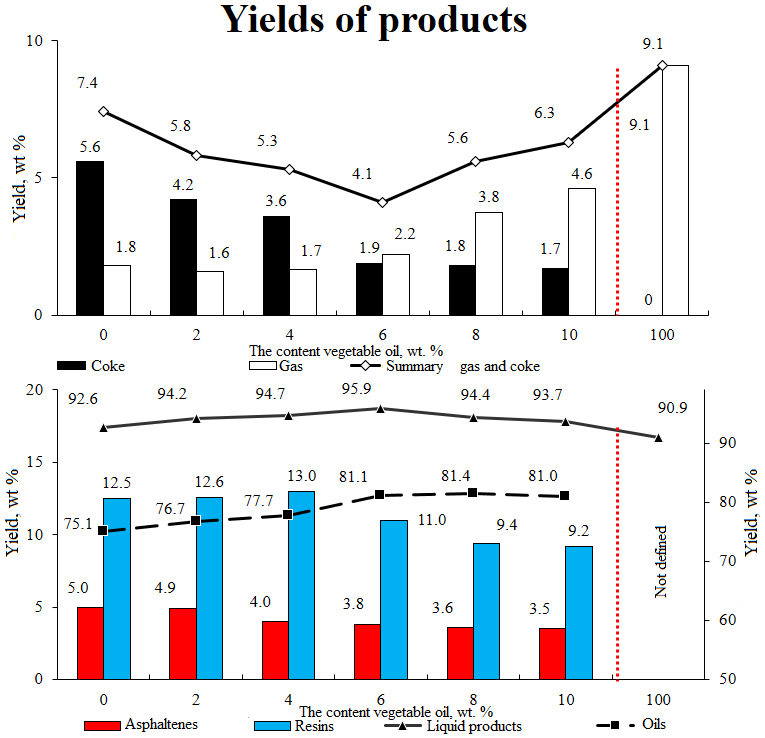 Yields of products
10
9.1
7.4
5.8
5.3
4.1
5.6
6.3
9.1
5.6
4.2
3.6
1.9
2.2
1.8
3.8
1.7
4.6
1.8
1.6
1.7
0
5
0
Yield, wt %
0 2 4 6 8 10 100
The content vegetable oil, wt. %
Coke Gas Summary gas and coke
20
15
10
5
0
Yield, wt %
92.6 94.2 94.7 95.9 94.4 93.7 90.9
12.5 12.6 13.0 81.1 81.4 81.0
75.1 76.7 77.7 11.0 9.4 9.2
5.0 4.9 4.0 3.8 3.6 3.5
Not defined
90
80
70
60
50
Yield, wt %
0 2 4 6 8 10 100
The content vegetable oil, wt. %
Asphaltenes Resins Liquid products Oils